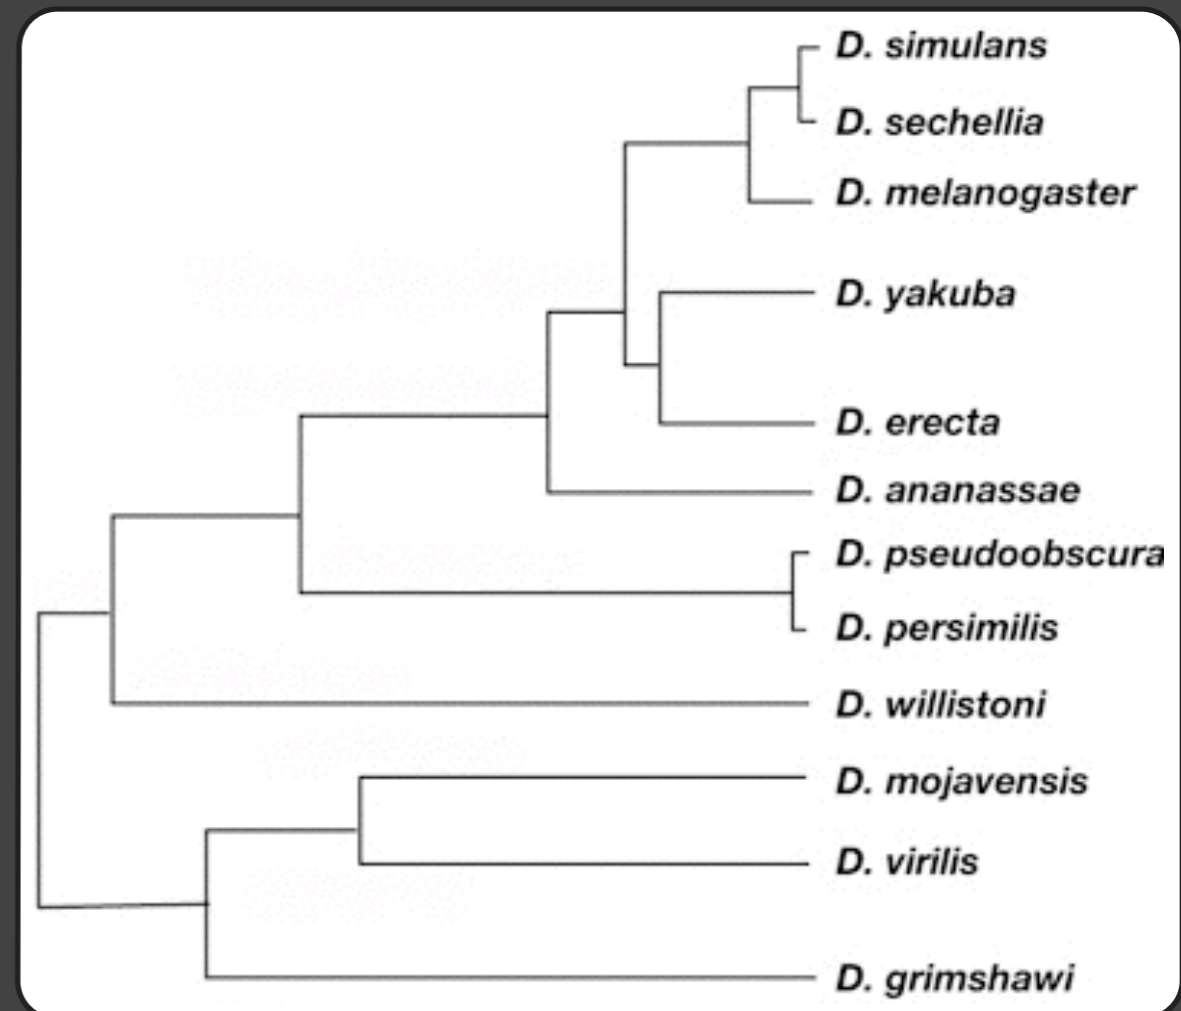 D. simulans
D. sechellia
D. melanogaster
D. yakuba
D. erecta
D. ananassae
D. pseudoobscura
D. persimilis
D. willistoni
D. mojavensis
D. virilis
D. grimshawi